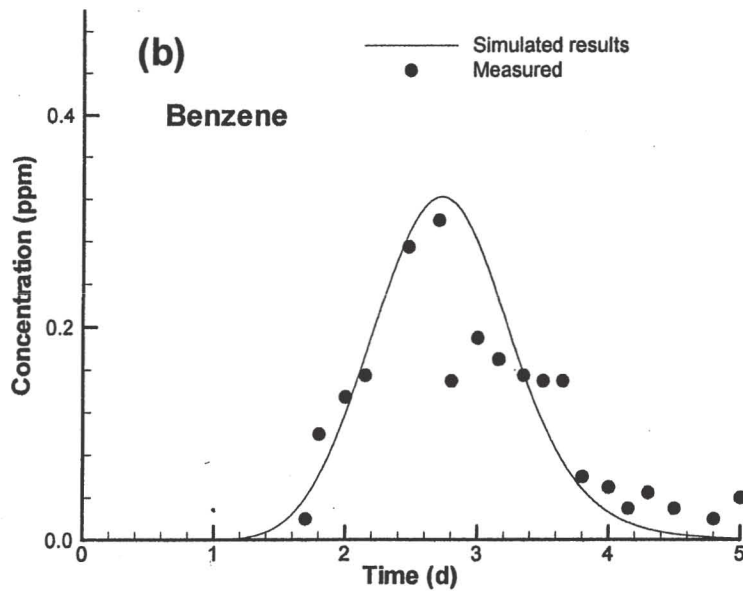 (b)
Simulated results
Measured
Benzene
Concentration (ppm)
0.4
0.2
0.0
0
1
2
3
4
5
Time (d)